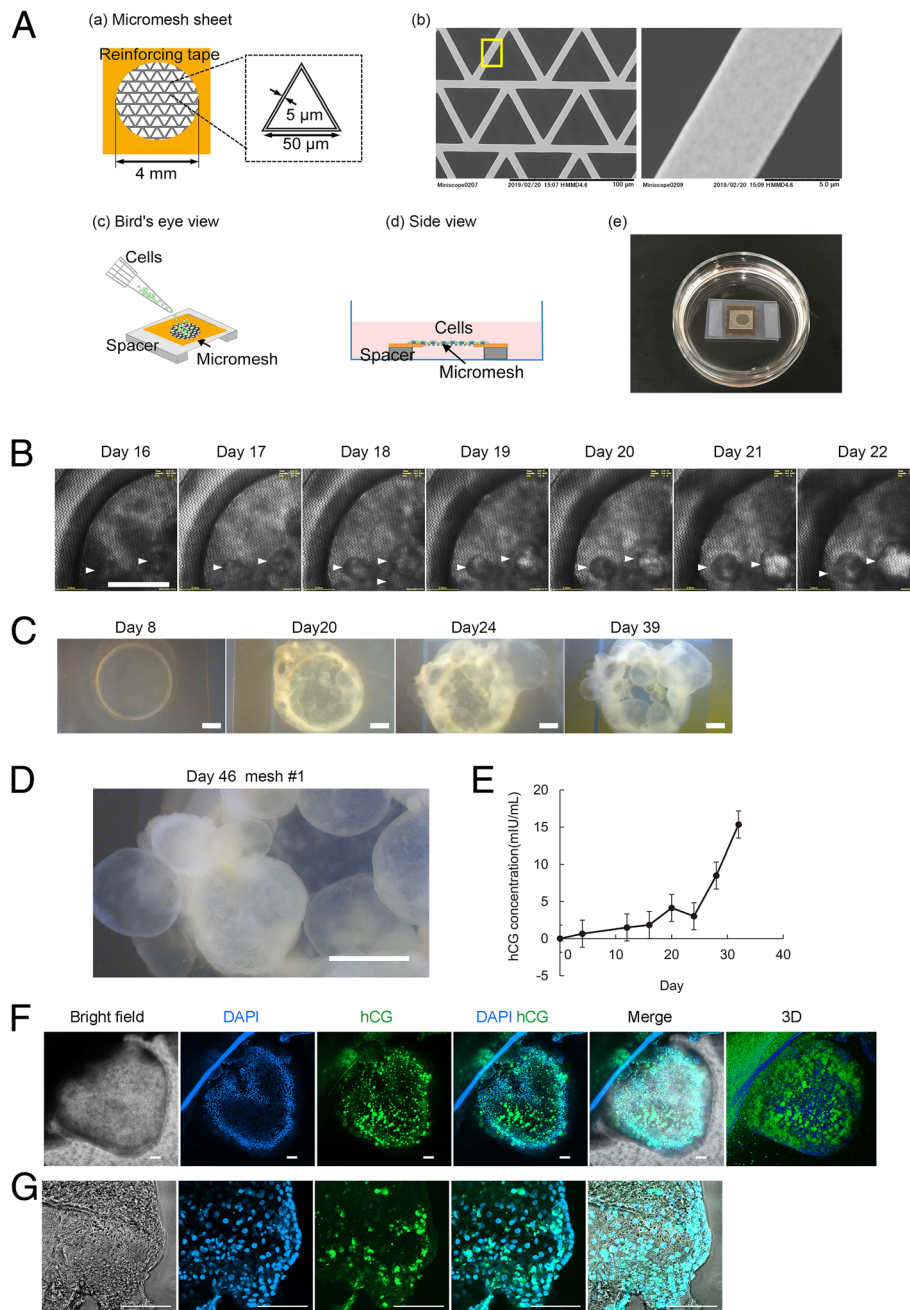 A
(a) Micromesh sheet
Reinforcing tape
5 µm
50 µm
4 mm
(b)
Miniscope0207 2019/02/20 15:07 HMMD4.6 100 µm
Miniscope0209 2019/02/20 15:09 HMMD4.6 5.0 µm
(c) Bird's eye view
Cells
Spacer
Micromesh
(d) Side view
Cells
Spacer
Micromesh
(e)
B
Day 16 Day 17 Day 18 Day 19 Day 20 Day 21 Day 22
C
Day 8 Day20 Day24 Day 39
D
Day 46 mesh #1
E
hCG concentration(mIU/mL)
20
15
10
5
0
-5
0 10 20 30 40
Day
F
Bright field DAPI hCG DAPI hCG Merge 3D
G